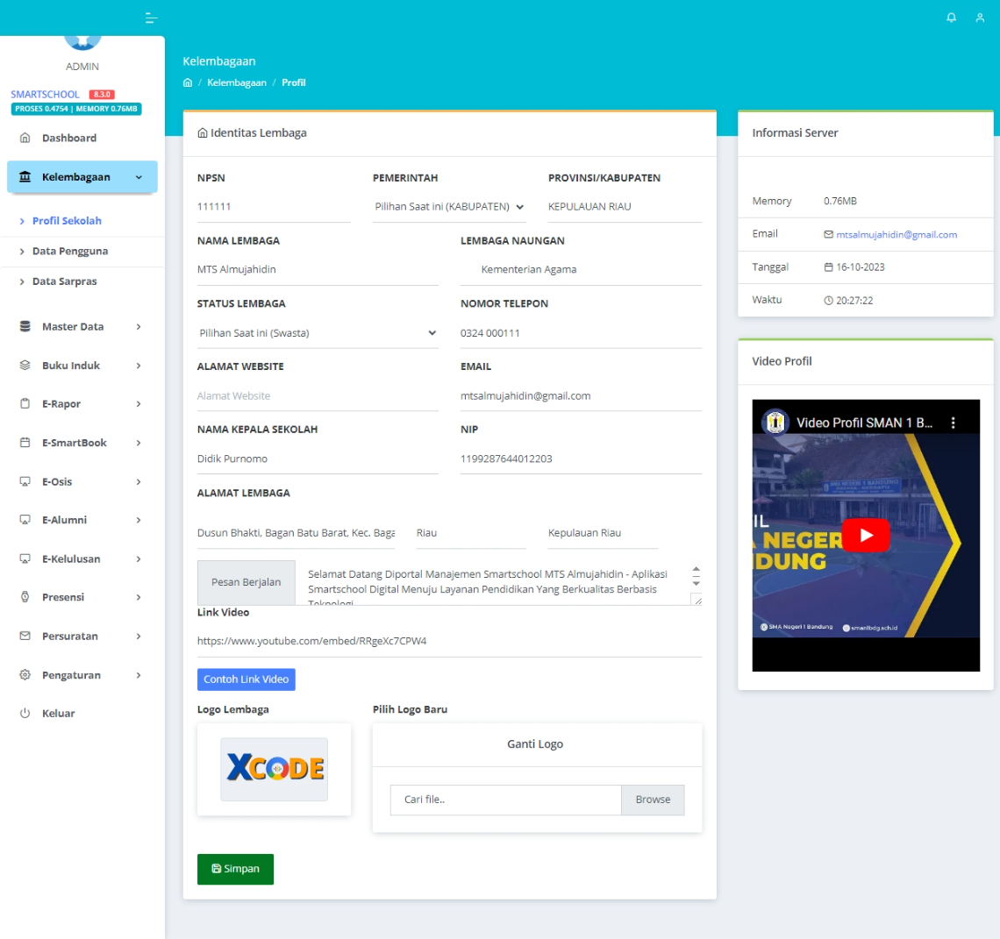 ADMIN
SMARTSCHOOL 8.3.0
PROSES 0.4754 | MEMORY 0.76MB
Dashboard
Kelembagaan
Profil Sekolah
Data Pengguna
Data Sarpras
Master Data
Buku Induk
E-Rapor
E-SmartBook
E-Osis
E-Alumni
E-Kelulusan
Presensi
Persuratan
Pengaturan
Keluar
Kelembagaan
/ Kelembagaan / Profil
Identitas Lembaga
NPSN PEMERINTAH PROVINSI/KABUPATEN
111111 Pilihan Saat ini (KABUPATEN) KEPULAUAN RIAU
NAMA LEMBAGA LEMBAGA NAUNGAN
MTS Almujahidin Kementerian Agama
STATUS LEMBAGA NOMOR TELEPON
Pilihan Saat ini (Swasta) 0324 000111
ALAMAT WEBSITE EMAIL
Alamat Website mtsalmujahidin@gmail.com
NAMA KEPALA SEKOLAH NIP
Didik Purnomo 1199287644012203
ALAMAT LEMBAGA
Dusun Bhakti, Bagan Batu Barat, Kec. Baga Riau Kepulauan Riau
Pesan Berjalan
Selamat Datang Diportal Manajemen Smartschool MTS Almujahidin - Aplikasi
Smartschool Digital Menuju Layanan Pendidikan Yang Berkualitas Berbasis
Teknologi
Link Video
https://www.youtube.com/embed/RRgeXc7CPW4
Contoh Link Video
Logo Lembaga Pilih Logo Baru
XCODE
Ganti Logo
Cari file.. Browse
Simpan
Informasi Server
Memory 0.76MB
Email mtsalmujahidin@gmail.com
Tanggal 16-10-2023
Waktu 20:27:22
Video Profil
Video Profil SMAN 1 B...
SMA NEGERI 1 BANDUNG
IL
NEGER
DUNG
SMA Negeri 1 Bandung